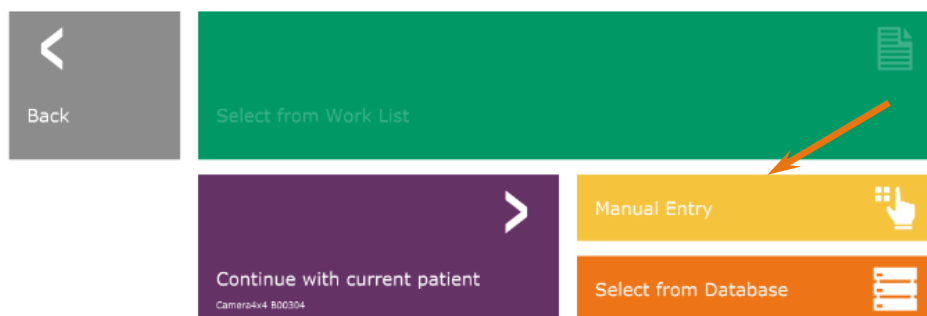 Back
Select from Work List
Manual Entry
Continue with current patient
Camera4x4 B00304
Select from Database